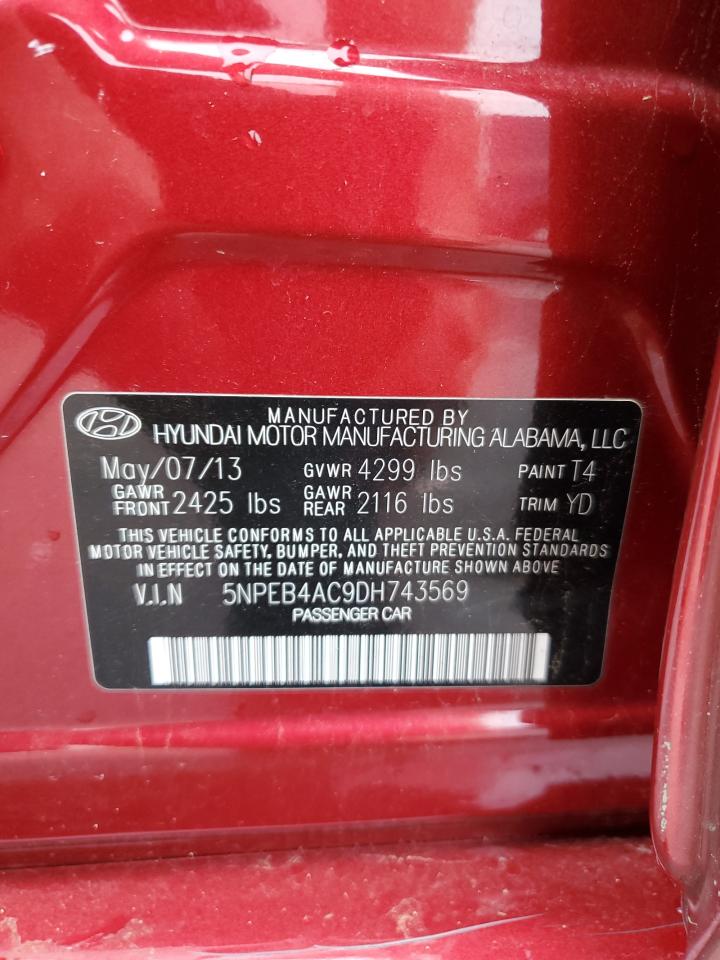 MANUFACTURED BY
HYUNDAI MOTOR MANUFACTURING ALABAMA, LLC
May/07/13 GVWR 4299 lbs PAINT T4
GAWR FRONT 2425 lbs GAWR REAR 2116 lbs TRIM YD
THIS VEHICLE CONFORMS TO ALL APPLICABLE U.S.A. FEDERAL
MOTOR VEHICLE SAFETY, BUMPER, AND THEFT PREVENTION STANDARDS
IN EFFECT ON THE DATE OF MANUFACTURE SHOWN ABOVE.
V.I.N 5NPEB4AC9DH743569
PASSENGER CAR